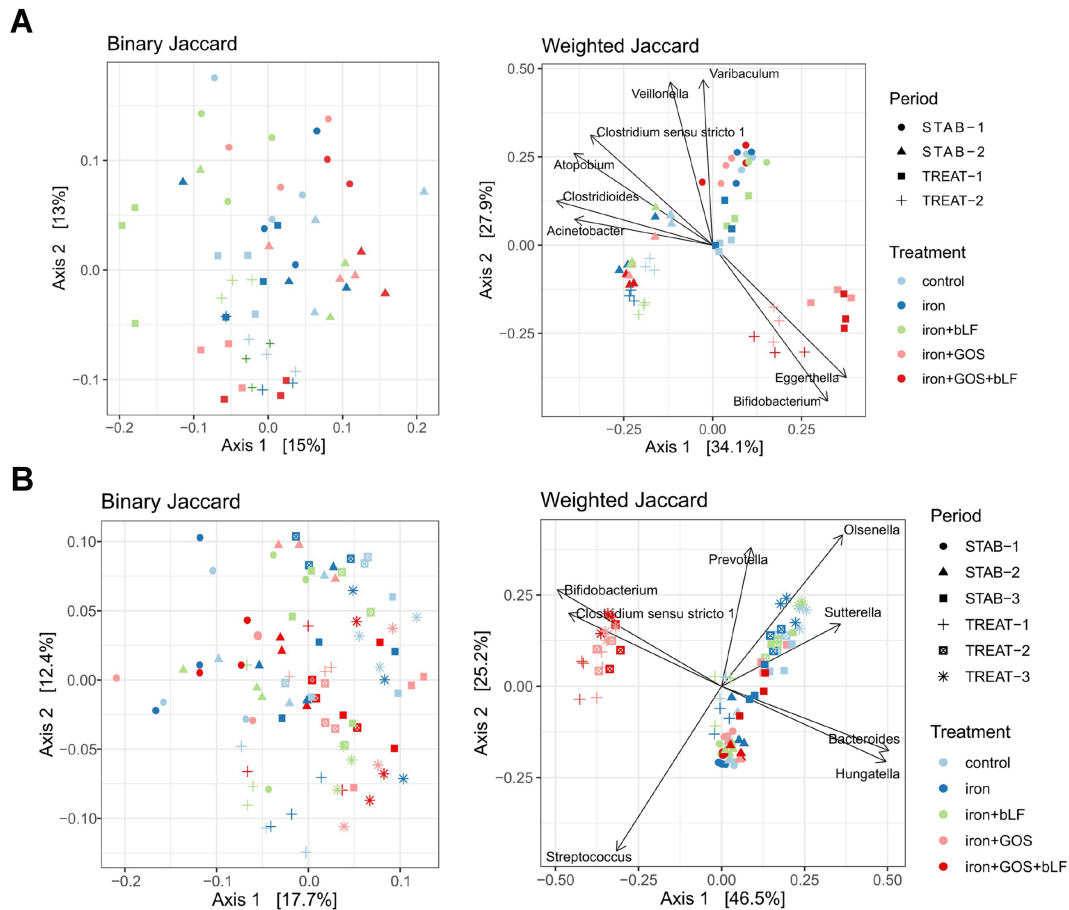 A
Binary Jaccard
0.1
0.0
−0.1
−0.2
−0.1
0.0
0.1
0.2
Axis 1 [15%]
Axis 2 [13%]
Weighted Jaccard
0.50
0.25
0.00
−0.25
−0.25
0.00
0.25
Axis 1 [34.1%]
Axis 2 [27.9%]
Varibaculum
Veillonella
Clostridium sensu stricto 1
Atopobium
Clostridioides
Acinetobacter
Eggerthella
Bifidobacterium
Period
STAB−1
STAB−2
TREAT−1
TREAT−2
Treatment
control
iron
iron+bLF
iron+GOS
iron+GOS+bLF
B
Binary Jaccard
0.10
0.05
0.00
−0.05
−0.10
−0.2
−0.1
0.0
0.1
Axis 1 [17.7%]
Axis 2 [12.4%]
Weighted Jaccard
0.25
0.00
−0.25
−0.50
−0.25
0.00
0.25
0.50
Axis 1 [46.5%]
Axis 2 [25.2%]
Olsenella
Prevotella
Bifidobacterium
Clostridium sensu stricto 1
Sutterella
Bacteroides
Hungatella
Streptococcus
Period
STAB−1
STAB−2
STAB−3
TREAT−1
TREAT−2
TREAT−3
Treatment
control
iron
iron+bLF
iron+GOS
iron+GOS+bLF